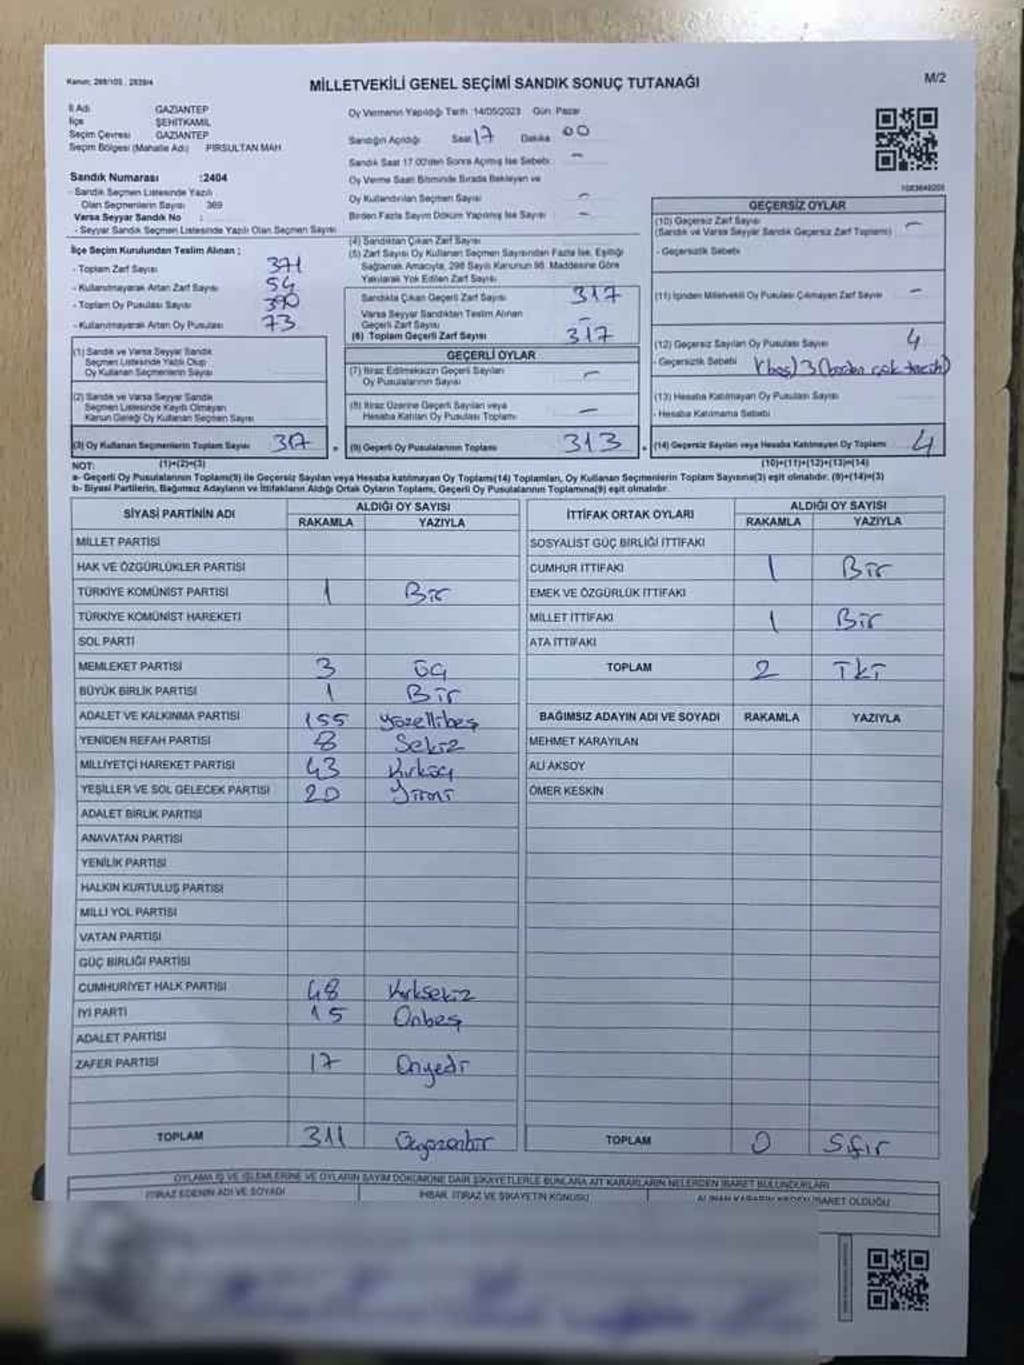 Kanun: 298/105, 2839/4
MİLLETVEKİLİ GENEL SEÇİMİ SANDIK SONUÇ TUTANAĞI
M/2
İl Adı GAZİANTEP
İlçe ŞEHİTKAMİL
Seçim Çevresi GAZİANTEP
Seçim Bölgesi (Mahalle Adı) PİRSULTAN MAH
Sandık Numarası :2404
- Sandık Seçmen Listesinde Yazılı
Olan Seçmenlerin Sayısı 369
Varsa Seyyar Sandık No :
- Seyyar Sandık Seçmen Listesinde Yazılı Olan Seçmen Sayısı
Oy Vermenin Yapıldığı Tarih :14/05/2023 Gün: Pazar
Sandığın Açıldığı Saat 17 Dakika 00
Sandık Saat 17.00'den Sonra Açılmış İse Sebebi: -
Oy Verme Saati Bitiminde Sırada Bekleyen ve
Oy Kullandırılan Seçmen Sayısı -
Birden Fazla Sayım Döküm Yapılmış İse Sayısı -
1083648205
İlçe Seçim Kurulundan Teslim Alınan ;
- Toplam Zarf Sayısı 371
- Kullanılmayarak Artan Zarf Sayısı 54
- Toplam Oy Pusulası Sayısı 390
- Kullanılmayarak Artan Oy Pusulası 73
(1) Sandık ve Varsa Seyyar Sandık
Seçmen Listesinde Yazılı Olup
Oy Kullanan Seçmenlerin Sayısı
(2) Sandık ve Varsa Seyyar Sandık
Seçmen Listesinde Kaydı Olmayan
Kanun Gereği Oy Kullanan Seçmen Sayısı
(3) Oy Kullanan Seçmenlerin Toplam Sayısı 317
(4) Sandıktan Çıkan Zarf Sayısı
(5) Zarf Sayısı Oy Kullanan Seçmen Sayısından Fazla İse, Eşitliği
Sağlamak Amacıyla, 298 Sayılı Kanunun 98. Maddesine Göre
Yakılarak Yok Edilen Zarf Sayısı
Sandıkta Çıkan Geçerli Zarf Sayısı 317
Varsa Seyyar Sandıktan Teslim Alınan
Geçerli Zarf Sayısı -
(6) Toplam Geçerli Zarf Sayısı 317
GEÇERLİ OYLAR
(7) İtiraz Edilmeksizin Geçerli Sayılan
Oy Pusulalarının Sayısı -
(8) İtiraz Üzerine Geçerli Sayılan veya
Hesaba Katılan Oy Pusulası Toplamı -
= (9) Geçerli Oy Pusulalarının Toplamı 313
GEÇERSİZ OYLAR
(10) Geçersiz Zarf Sayısı
(Sandık ve Varsa Seyyar Sandık Geçersiz Zarf Toplamı) -
- Geçersizlik Sebebi
(11) İçinden Milletvekili Oy Pusulası Çıkmayan Zarf Sayısı -
(12) Geçersiz Sayılan Oy Pusulası Sayısı 4
- Geçersizlik Sebebi 1(boş) 3(birden çok tercih)
(13) Hesaba Katılmayan Oy Pusulası Sayısı
- Hesaba Katılmama Sebebi
+ (14) Geçersiz Sayılan veya Hesaba Katılmayan Oy Toplamı 4
NOT: (1)+(2)=(3)
(10)+(11)+(12)+(13)=(14)
a- Geçerli Oy Pusulalarının Toplamı(9) ile Geçersiz Sayılan veya Hesaba katılmayan Oy Toplamı(14) Toplamları, Oy Kullanan Seçmenlerin Toplam Sayısına(3) eşit olmalıdır. (9)+(14)=(3)
b- Siyasi Partilerin, Bağımsız Adayların ve İttifakların Aldığı Ortak Oyların Toplamı, Geçerli Oy Pusulalarının Toplamına(9) eşit olmalıdır.
SİYASİ PARTİNİN ADI ALDIĞI OY SAYISI
RAKAMLA YAZIYLA
MİLLET PARTİSİ
HAK VE ÖZGÜRLÜKLER PARTİSİ
TÜRKİYE KOMÜNİST PARTİSİ 1 Bir
TÜRKİYE KOMÜNİST HAREKETİ
SOL PARTİ
MEMLEKET PARTİSİ 3 üç
BÜYÜK BİRLİK PARTİSİ 1 Bir
ADALET VE KALKINMA PARTİSİ 155 yüzellibeş
YENİDEN REFAH PARTİSİ 8 Sekiz
MİLLİYETÇİ HAREKET PARTİSİ 43 Kırküç
YEŞİLLER VE SOL GELECEK PARTİSİ 20 Yirmi
ADALET BİRLİK PARTİSİ
ANAVATAN PARTİSİ
YENİLİK PARTİSİ
HALKIN KURTULUŞ PARTİSİ
MİLLİ YOL PARTİSİ
VATAN PARTİSİ
GÜÇ BİRLİĞİ PARTİSİ
CUMHURİYET HALK PARTİSİ 48 Kırksekiz
İYİ PARTİ 15 Onbeş
ADALET PARTİSİ
ZAFER PARTİSİ 17 Onyedi
TOPLAM 311 Üçyüzonbir
İTTİFAK ORTAK OYLARI ALDIĞI OY SAYISI
RAKAMLA YAZIYLA
SOSYALİST GÜÇ BİRLİĞİ İTTİFAKI
CUMHUR İTTİFAKI 1 Bir
EMEK VE ÖZGÜRLÜK İTTİFAKI
MİLLET İTTİFAKI 1 Bir
ATA İTTİFAKI
TOPLAM 2 İki
BAĞIMSIZ ADAYIN ADI VE SOYADI RAKAMLA YAZIYLA
MEHMET KARAYILAN
ALİ AKSOY
ÖMER KESKİN
TOPLAM 0 Sıfır
OYLAMA İŞ VE İŞLEMLERİNE VE OYLARIN SAYIM DÖKÜMÜNE DAİR ŞİKAYETLERLE BUNLARA AİT KARARLARIN NELERDEN İBARET BULUNDUKLARI
İTİRAZ EDENİN ADI VE SOYADI İHBAR, İTİRAZ VE ŞİKAYETİN KONUSU ALINAN KARARIN NEDEN İBARET OLDUĞU